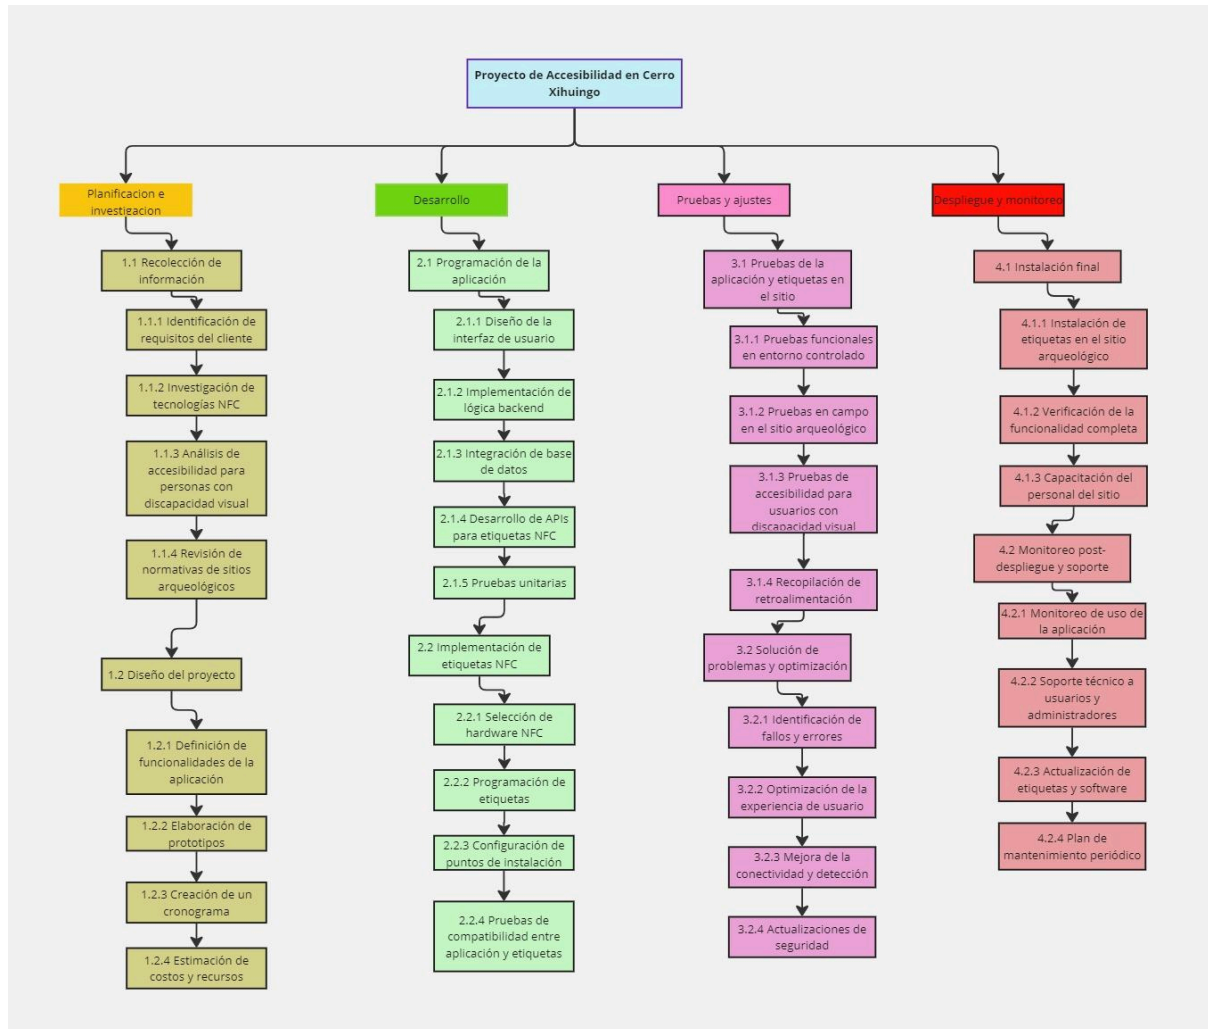 Proyecto de Accesibilidad en Cerro
Xihuingo
Planificacion e
investigacion
1.1 Recolección de
información
1.1.1 Identificación de
requisitos del cliente
1.1.2 Investigación de
tecnologías NFC
1.1.3 Análisis de
accesibilidad para
personas con
discapacidad visual
1.1.4 Revisión de
normativas de sitios
arqueológicos
1.2 Diseño del proyecto
1.2.1 Definición de
funcionalidades de la
aplicación
1.2.2 Elaboración de
prototipos
1.2.3 Creación de un
cronograma
1.2.4 Estimación de
costos y recursos
Desarrollo
2.1 Programación de la
aplicación
2.1.1 Diseño de la
interfaz de usuario
2.1.2 Implementación de
lógica backend
2.1.3 Integración de base
de datos
2.1.4 Desarrollo de APIs
para etiquetas NFC
2.1.5 Pruebas unitarias
2.2 Implementación de
etiquetas NFC
2.2.1 Selección de
hardware NFC
2.2.2 Programación de
etiquetas
2.2.3 Configuración de
puntos de instalación
2.2.4 Pruebas de
compatibilidad entre
aplicación y etiquetas
Pruebas y ajustes
3.1 Pruebas de la
aplicación y etiquetas en
el sitio
3.1.1 Pruebas funcionales
en entorno controlado
3.1.2 Pruebas en campo
en el sitio arqueológico
3.1.3 Pruebas de
accesibilidad para
usuarios con
discapacidad visual
3.1.4 Recopilación de
retroalimentación
3.2 Solución de
problemas y optimización
3.2.1 Identificación de
fallos y errores
3.2.2 Optimización de la
experiencia de usuario
3.2.3 Mejora de la
conectividad y detección
3.2.4 Actualizaciones de
seguridad
Despliegue y monitoreo
4.1 Instalación final
4.1.1 Instalación de
etiquetas en el sitio
arqueológico
4.1.2 Verificación de la
funcionalidad completa
4.1.3 Capacitación del
personal del sitio
4.2 Monitoreo post-
despliegue y soporte
4.2.1 Monitoreo de uso de
la aplicación
4.2.2 Soporte técnico a
usuarios y
administradores
4.2.3 Actualización de
etiquetas y software
4.2.4 Plan de
mantenimiento periódico